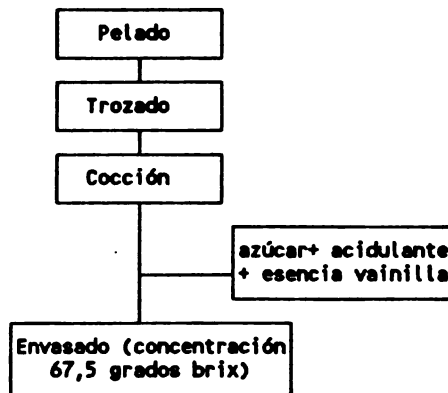 Pelado
Trozado
Cocción
azúcar+ acidulante
+ esencia vainilla
Envasado (concentración
67,5 grados brix)